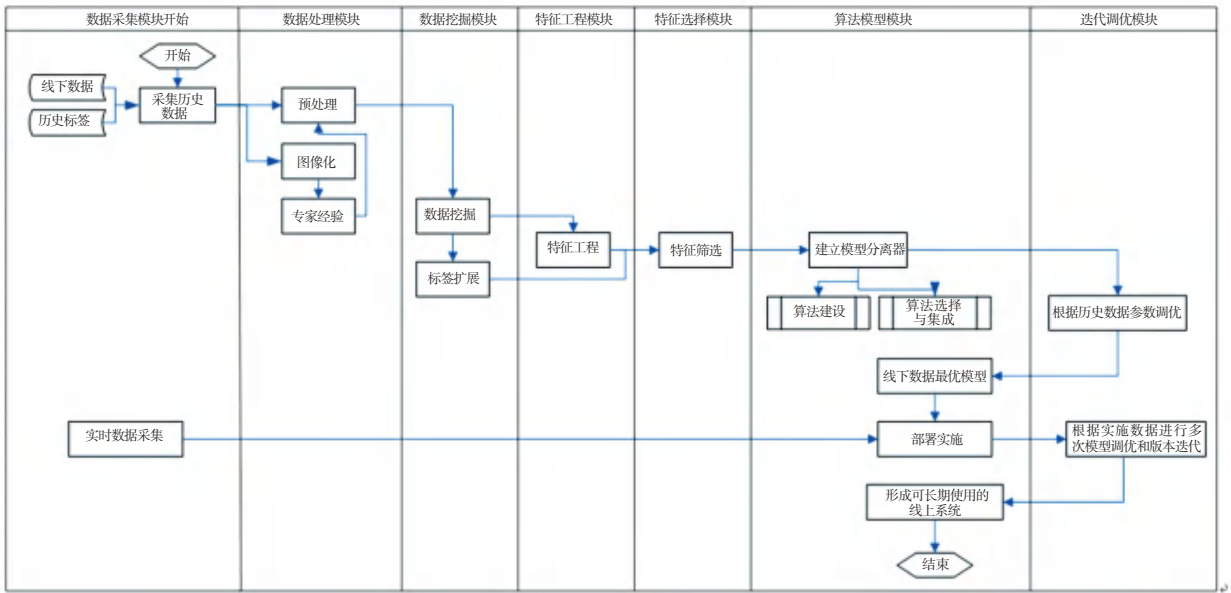 数据采集模块开始
数据处理模块
数据挖掘模块
特征工程模块
特征选择模块
算法模型模块
迭代调优模块
开始
线下数据
历史标签
采集历史
数据
预处理
图像化
专家经验
数据挖掘
标签扩展
特征工程
特征筛选
建立模型分离器
算法建设
算法选择
与集成
根据历史数据参数调优
线下数据最优模型
实时数据采集
部署实施
根据实施数据进行多
次模型调优和版本迭代
形成可长期使用的
线上系统
结束